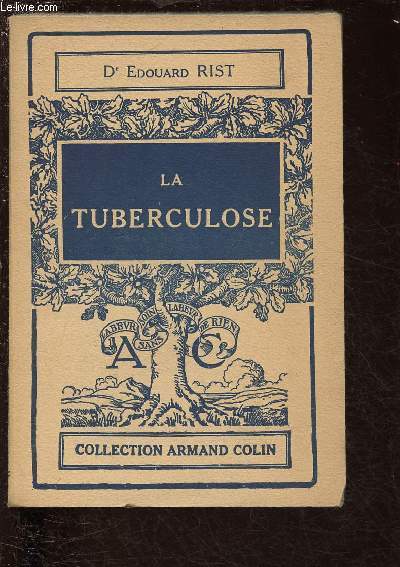 Le-livre.com
Dr EDOUARD RIST
LA
TUBERCULOSE
LABEUR SANS SOIN LABEUR DE RIEN
A C
COLLECTION ARMAND COLIN